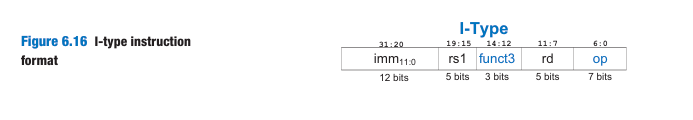 Figure 6.16 I-type instruction
format
I-Type
31:20 19:15 14:12 11:7 6:0
imm11:0 rs1 funct3 rd op
12 bits 5 bits 3 bits 5 bits 7 bits